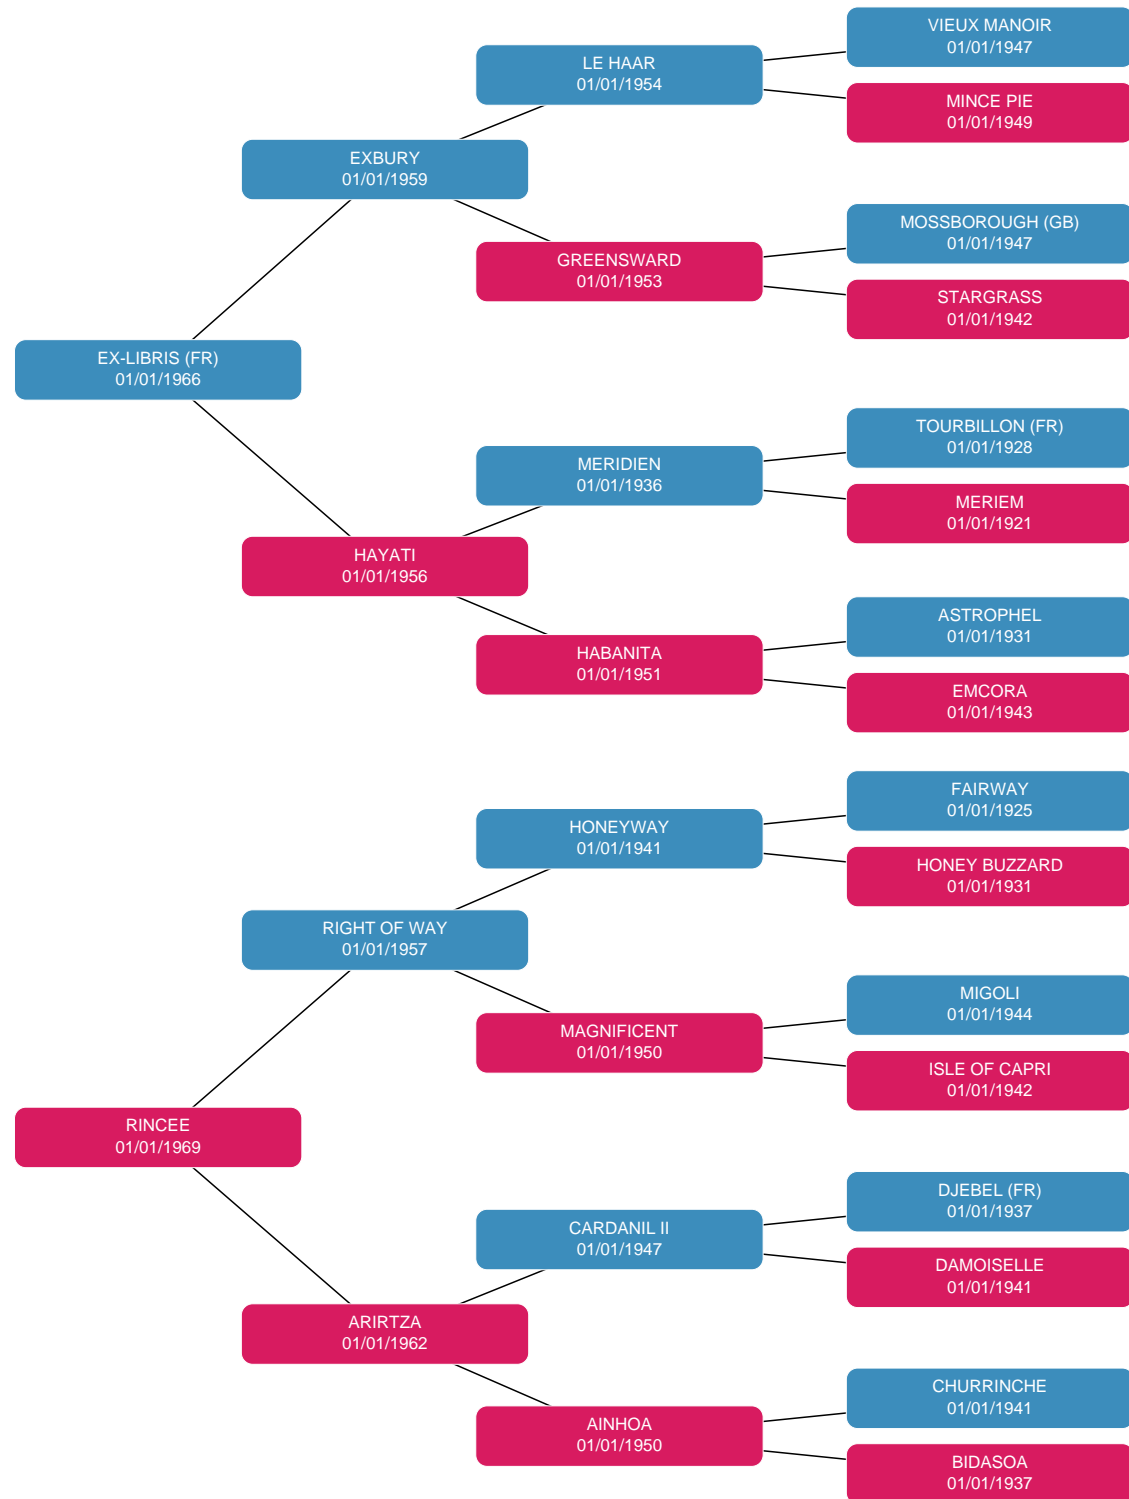 VIEUX MANOIR
01/01/1947
LE HAAR
01/01/1954
MINCE PIE
01/01/1949
EXBURY
01/01/1959
MOSSBOROUGH (GB)
01/01/1947
GREENSWARD
01/01/1953
STARGRASS
01/01/1942
EX-LIBRIS (FR)
01/01/1966
TOURBILLON (FR)
01/01/1928
MERIDIEN
01/01/1936
MERIEM
01/01/1921
HAYATI
01/01/1956
ASTROPHEL
01/01/1931
HABANITA
01/01/1951
EMCORA
01/01/1943
FAIRWAY
01/01/1925
HONEYWAY
01/01/1941
HONEY BUZZARD
01/01/1931
RIGHT OF WAY
01/01/1957
MIGOLI
01/01/1944
MAGNIFICENT
01/01/1950
ISLE OF CAPRI
01/01/1942
RINCEE
01/01/1969
DJEBEL (FR)
01/01/1937
CARDANIL II
01/01/1947
DAMOISELLE
01/01/1941
ARIRTZA
01/01/1962
CHURRINCHE
01/01/1941
AINHOA
01/01/1950
BIDASOA
01/01/1937